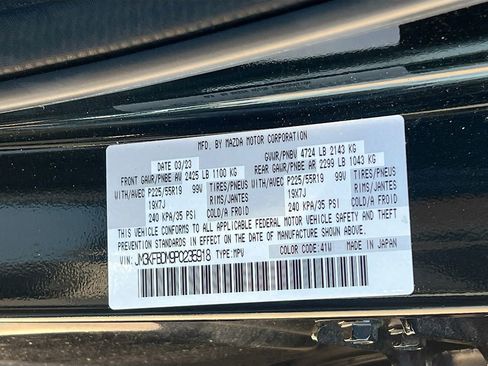 MFD. BY MAZDA MOTOR CORPORATION
DATE 03/23 GVWR/PNBV 4724 LB 2143 KG
FRONT GAWR/PNBE AV 2425 LB 1100 KG REAR GAWR/PNBE AR 2299 LB 1043 KG
WITH/AVEC P225/55R19 99V TIRES/PNEUS WITH/AVEC P225/55R19 99V TIRES/PNEUS
19X7J RIMS/JANTES 19X7J RIMS/JANTES
240 KPA/35 PSI COLD/A FROID 240 KPA/35 PSI COLD/A FROID
THIS VEHICLE CONFORMS TO ALL APPLICABLE FEDERAL MOTOR VEHICLE SAFETY AND THEFT
PREVENTION STANDARDS IN EFFECT ON THE DATE OF MANUFACTURE SHOWN ABOVE.
VIN: JM3KFBDM9P0236918 TYPE:MPV COLOR CODE:41W MADE IN JAPAN